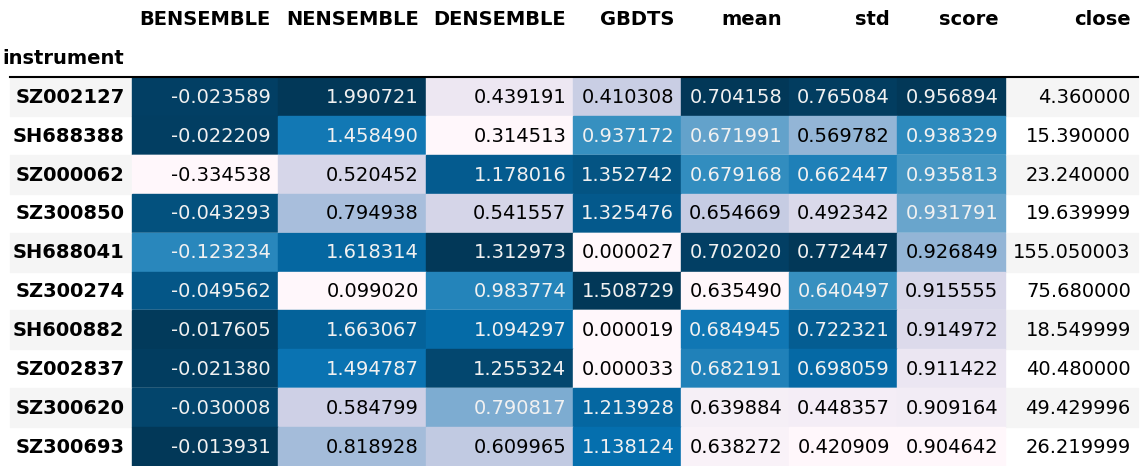 BENSEMBLE NENSEMBLE DENSEMBLE GBDTS mean std score close
instrument
SZ002127 -0.023589 1.990721 0.439191 0.410308 0.704158 0.765084 0.956894 4.360000
SH688388 -0.022209 1.458490 0.314513 0.937172 0.671991 0.569782 0.938329 15.390000
SZ000062 -0.334538 0.520452 1.178016 1.352742 0.679168 0.662447 0.935813 23.240000
SZ300850 -0.043293 0.794938 0.541557 1.325476 0.654669 0.492342 0.931791 19.639999
SH688041 -0.123234 1.618314 1.312973 0.000027 0.702020 0.772447 0.926849 155.050003
SZ300274 -0.049562 0.099020 0.983774 1.508729 0.635490 0.640497 0.915555 75.680000
SH600882 -0.017605 1.663067 1.094297 0.000019 0.684945 0.722321 0.914972 18.549999
SZ002837 -0.021380 1.494787 1.255324 0.000033 0.682191 0.698059 0.911422 40.480000
SZ300620 -0.030008 0.584799 0.790817 1.213928 0.639884 0.448357 0.909164 49.429996
SZ300693 -0.013931 0.818928 0.609965 1.138124 0.638272 0.420909 0.904642 26.219999